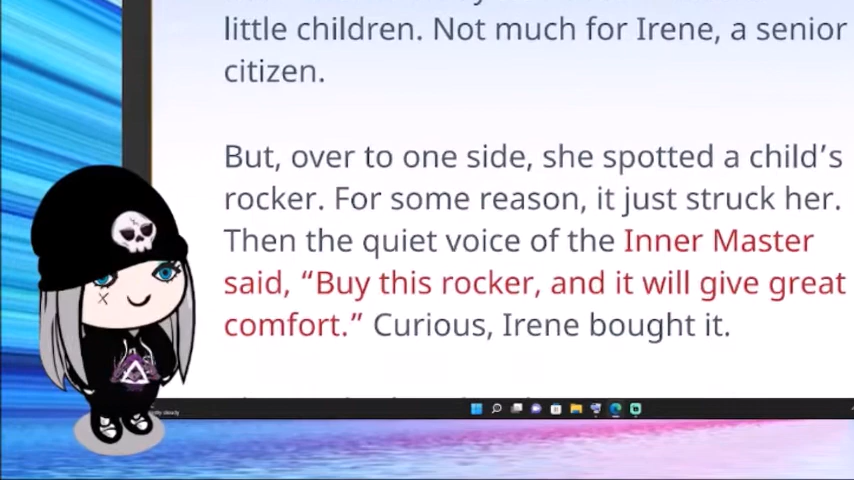 little children. Not much for Irene, a senior
citizen.
But, over to one side, she spotted a child’s
rocker. For some reason, it just struck her.
Then the quiet voice of the Inner Master
said, “Buy this rocker, and it will give great
comfort.” Curious, Irene bought it.
cloudy